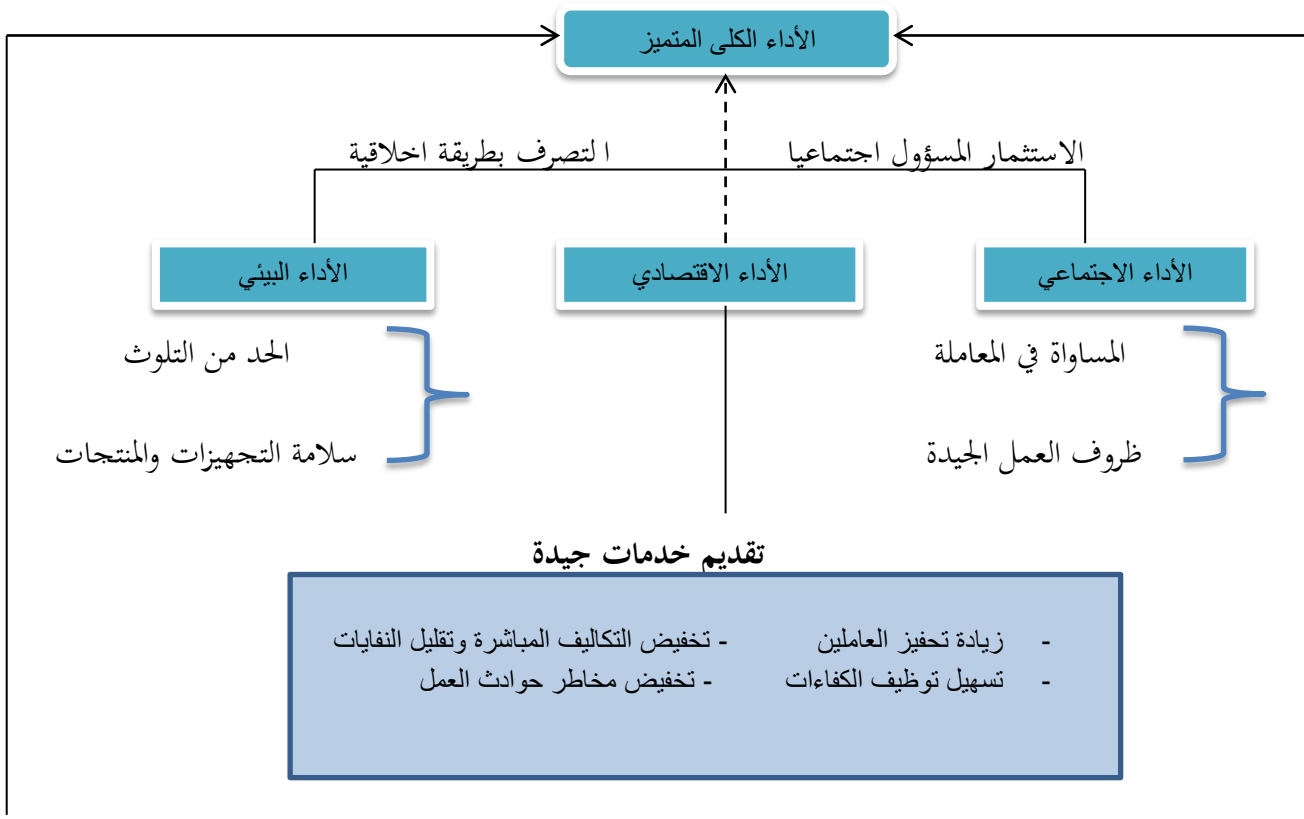 الأداء الكلى المتميز
الاستثمار المسؤول اجتماعيا
ا لتصرف بطريقة اخلاقية
الأداء الاجتماعي
الأداء الاقتصادي
الأداء البيئي
المساواة في المعاملة
الحد من التلوث
ظروف العمل الجيدة
سلامة التجهيزات والمنتجات
تقديم خدمات جيدة
- زيادة تحفيز العاملين - تخفيض التكاليف المباشرة وتقليل النفايات
- تسهيل توظيف الكفاءات - تخفيض مخاطر حوادث العمل